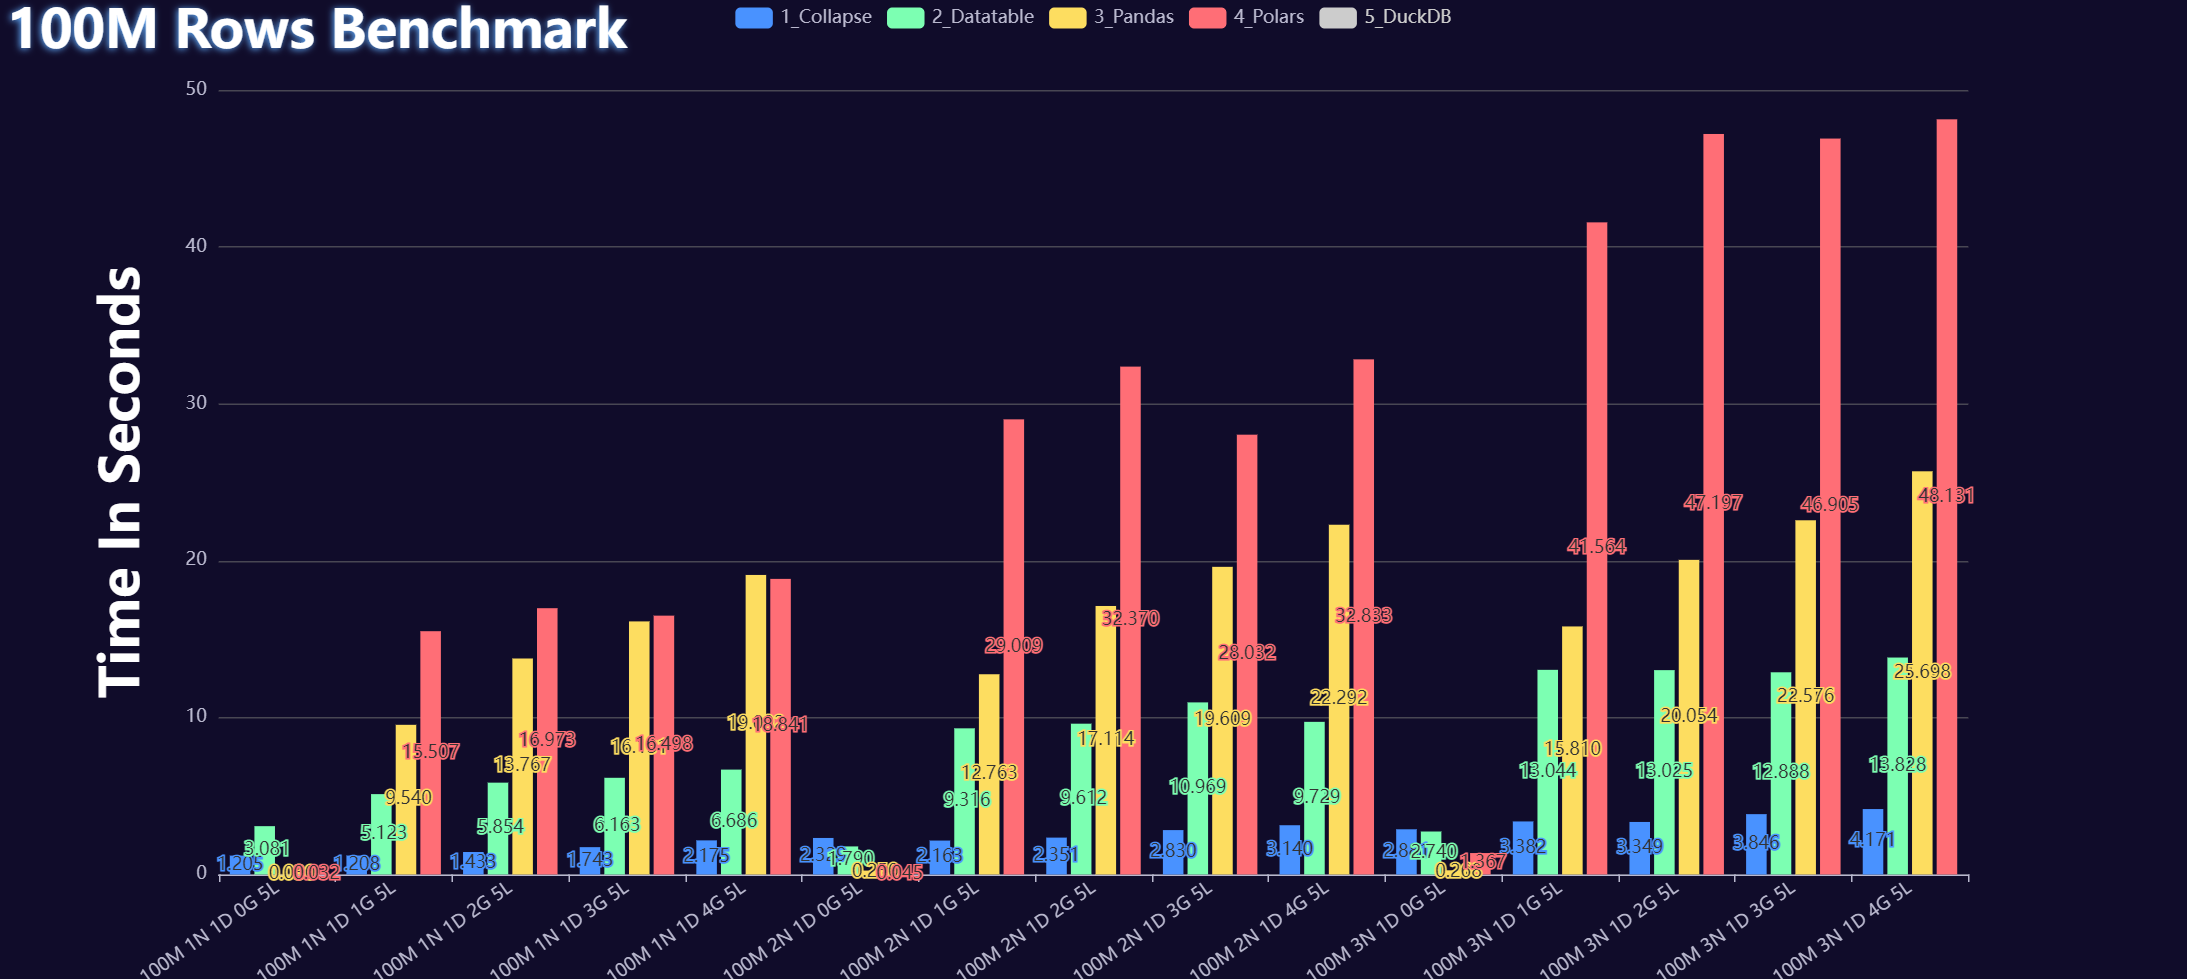 100M Rows Benchmark
1_Collapse 2_Datatable 3_Pandas 4_Polars 5_DuckDB
Time In Seconds
50
40
30
20
10
0
1.205 3.081 0.032
1.208 5.123 9.540 15.507
1.433 5.854 13.767 16.973
1.743 6.163 16.498
2.175 6.686 18.841
1.790 0.045
2.163 9.316 12.763 29.009
2.351 9.612 17.114 32.370
2.830 10.969 19.609 28.032
3.140 9.729 22.292 32.833
2.740 0.268 1.367
3.382 13.044 15.810 41.564
3.349 13.025 20.054 47.197
3.846 12.888 22.576 46.905
4.171 13.828 25.698 48.131
100M 1N 1D 0G 5L
100M 1N 1D 1G 5L
100M 1N 1D 2G 5L
100M 1N 1D 3G 5L
100M 1N 1D 4G 5L
100M 2N 1D 0G 5L
100M 2N 1D 1G 5L
100M 2N 1D 2G 5L
100M 2N 1D 3G 5L
100M 2N 1D 4G 5L
100M 3N 1D 0G 5L
100M 3N 1D 1G 5L
100M 3N 1D 2G 5L
100M 3N 1D 3G 5L
100M 3N 1D 4G 5L